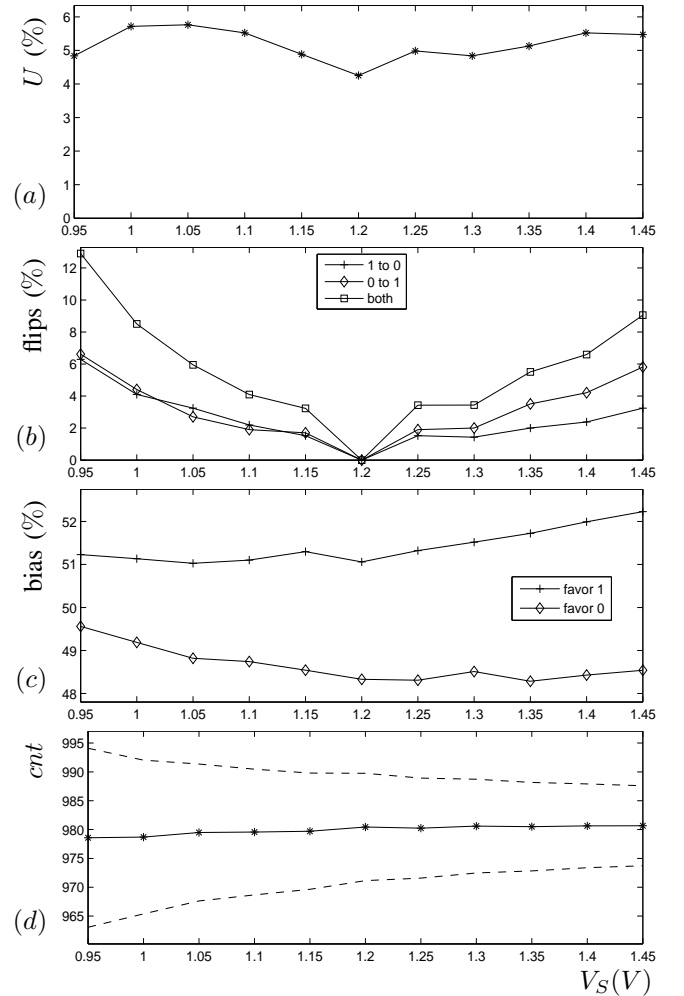 U (%)
6
5
4
3
2
1
0
(a)
0.95 1 1.05 1.1 1.15 1.2 1.25 1.3 1.35 1.4 1.45
flips (%)
12
10
8
6
4
2
0
1 to 0
0 to 1
both
(b)
0.95 1 1.05 1.1 1.15 1.2 1.25 1.3 1.35 1.4 1.45
bias (%)
52
51
50
49
48
favor 1
favor 0
(c)
0.95 1 1.05 1.1 1.15 1.2 1.25 1.3 1.35 1.4 1.45
cnt
995
990
985
980
975
970
965
(d)
0.95 1 1.05 1.1 1.15 1.2 1.25 1.3 1.35 1.4 1.45
V_S(V)